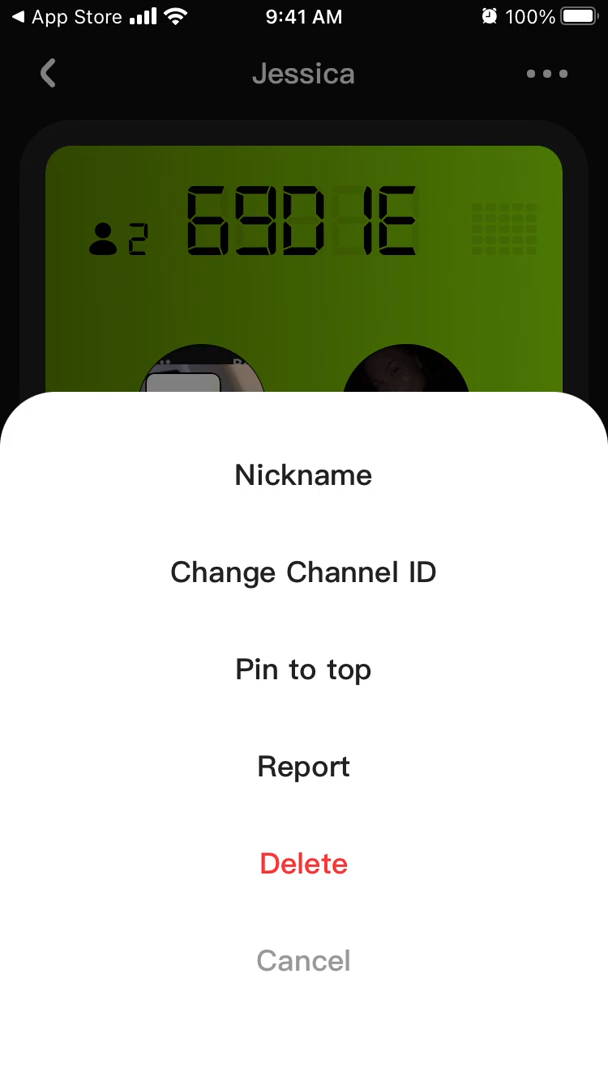 App Store 9:41 AM 100%
Jessica
2 69D1E
Nickname
Change Channel ID
Pin to top
Report
Delete
Cancel